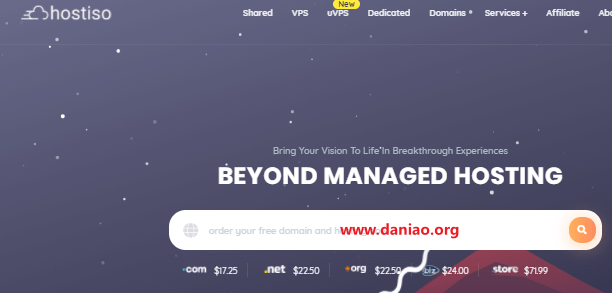 hostiso
New
Shared VPS uVPS Dedicated Domains Services + Affiliate Abo
Bring Your Vision To Life In Breakthrough Experiences
BEYOND MANAGED HOSTING
order your free domain and h www.daniao.org
.com $17.25 .net $22.50 .org $22.50 .biz $24.00 store $71.99